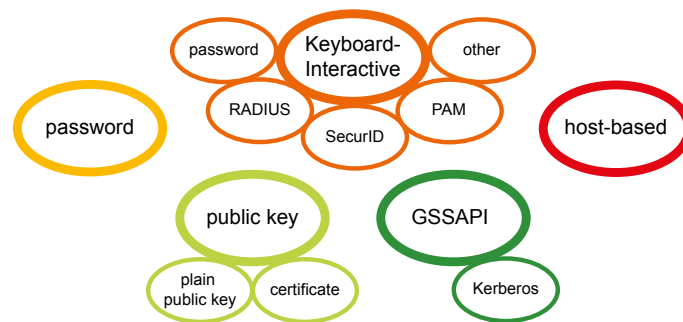 password
Keyboard-
Interactive
other
RADIUS
PAM
SecurID
password
host-based
public key
GSSAPI
plain
public key
certificate
Kerberos